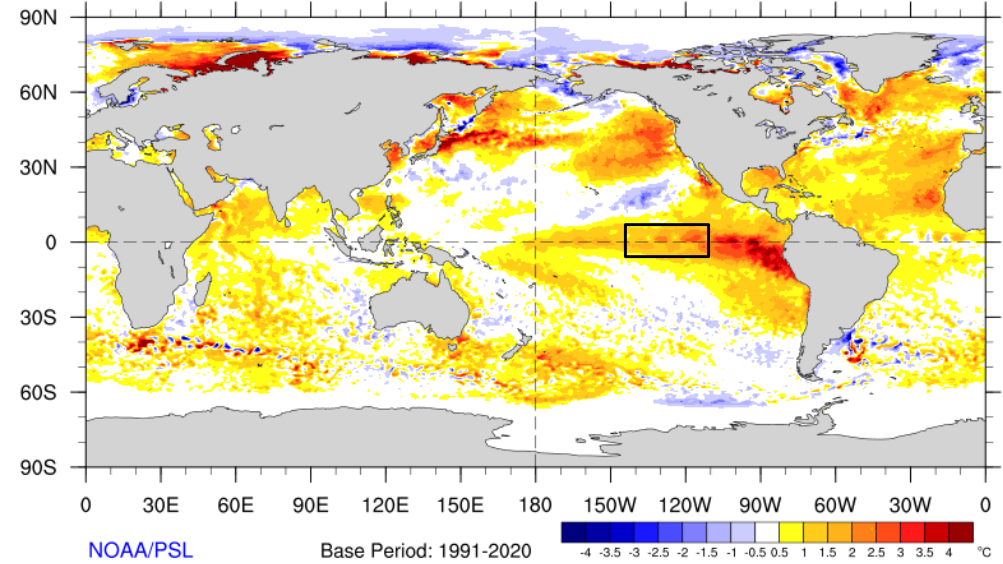 90N
60N
30N
0
30S
60S
90S
0 30E 60E 90E 120E 150E 180 150W 120W 90W 60W 30W 0
NOAA/PSL Base Period: 1991-2020
-4 -3.5 -3 -2.5 -2 -1.5 -1 -0.5 0.5 1 1.5 2 2.5 3 3.5 4 °C